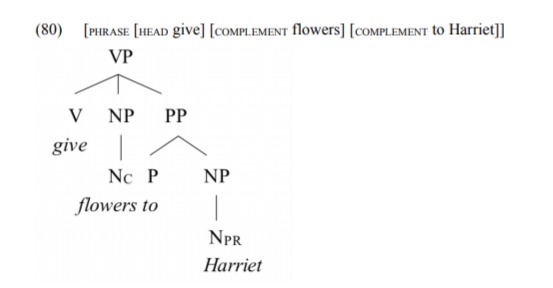 (80) [PHRASE [HEAD give] [COMPLEMENT flowers] [COMPLEMENT to Harriet]]
VP
V NP PP
give
NC P NP
flowers to
NPR
Harriet